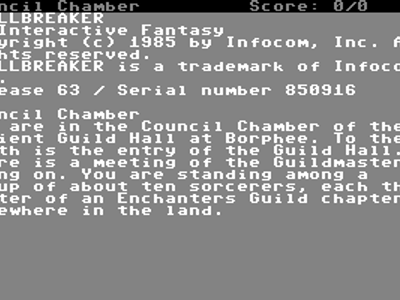 ncil Chamber Score: 0/0
LLBREAKER
Interactive Fantasy
yright (c) 1985 by Infocom, Inc. A
hts reserved.
LLBREAKER is a trademark of Infoco
.
ease 63 / Serial number 850916
ncil Chamber
are in the Council Chamber of the
ient Guild Hall at Borphee. To the
th is the entry of the Guild Hall.
re is a meeting of the Guildmaster
ng on. You are standing among a
up of about ten sorcerers, each th
ter of an Enchanters Guild chapter
ewhere in the land.